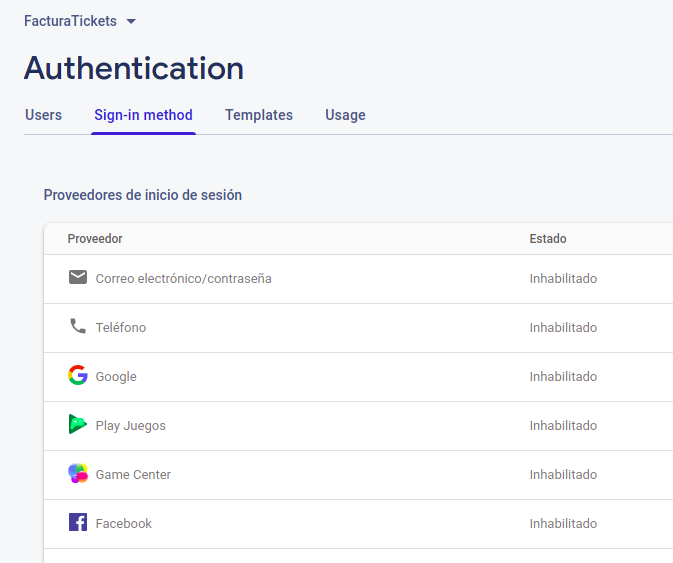 FacturaTickets
Authentication
Users Sign-in method Templates Usage
Proveedores de inicio de sesión
Proveedor Estado
Correo electrónico/contraseña Inhabilitado
Teléfono Inhabilitado
Google Inhabilitado
Play Juegos Inhabilitado
Game Center Inhabilitado
Facebook Inhabilitado